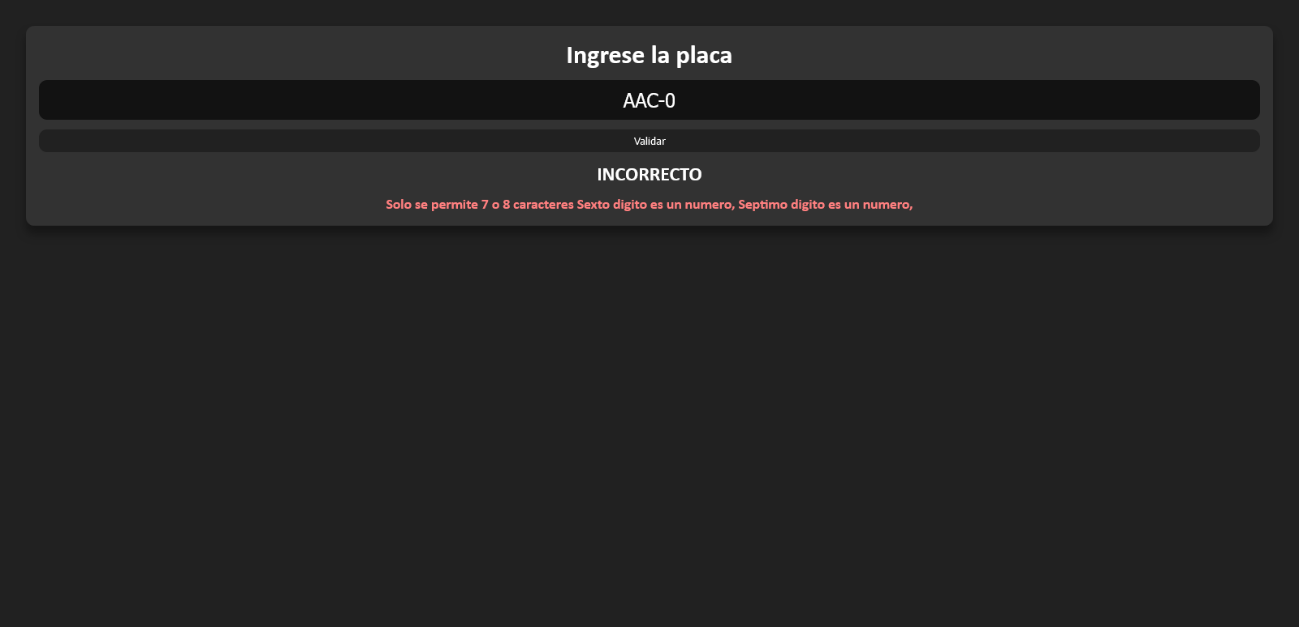 Ingrese la placa
AAC-0
Validar
INCORRECTO
Solo se permite 7 o 8 caracteres Sexto digito es un numero, Septimo digito es un numero,